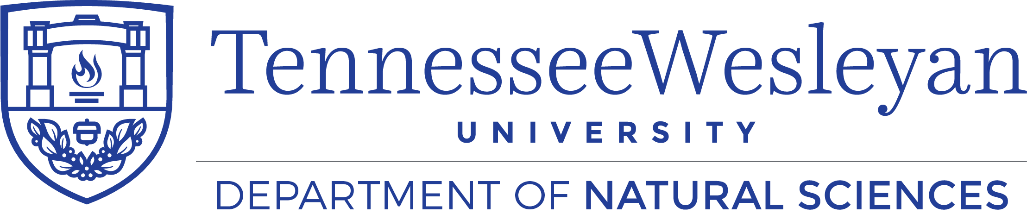 TennesseeWesleyan
UNIVERSITY
DEPARTMENT OF NATURAL SCIENCES